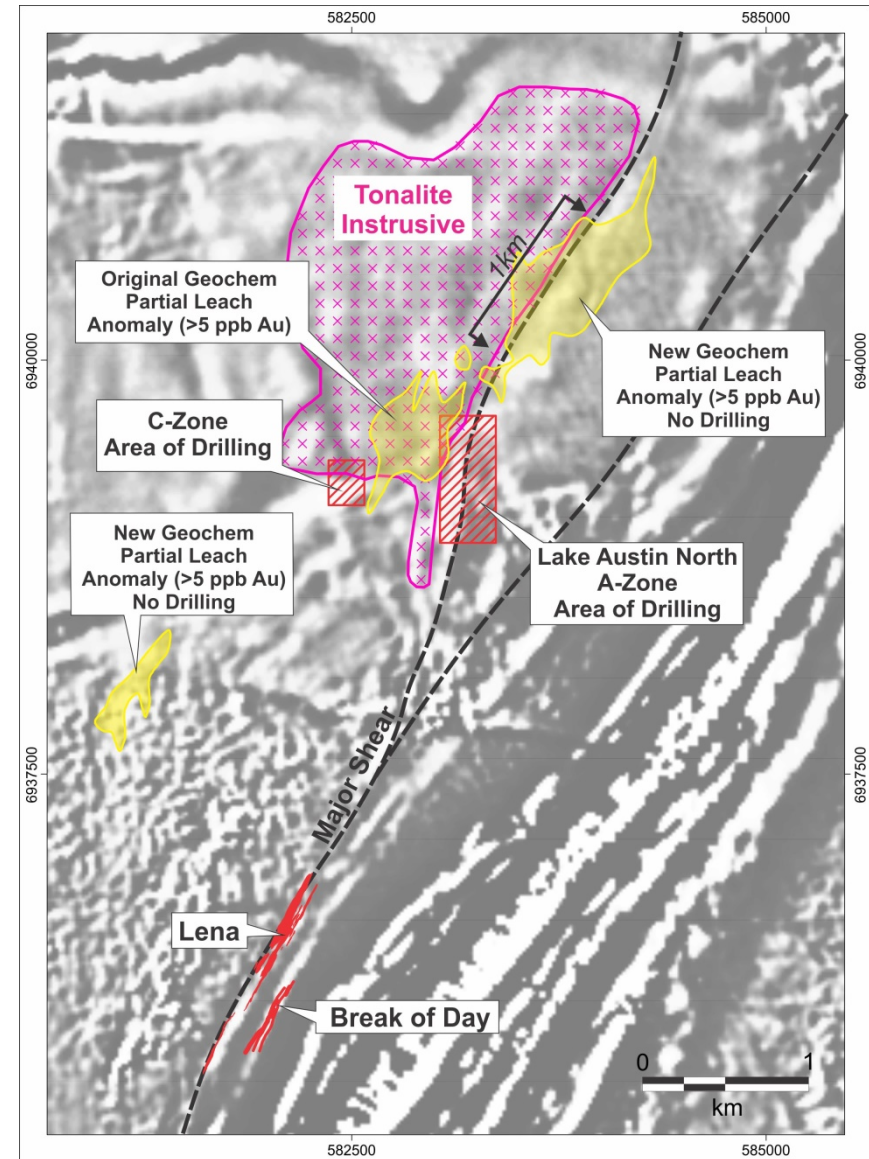 582500
585000
Tonalite
Instrusive
1km
Original Geochem
Partial Leach
Anomaly (>5 ppb Au)
6940000
6940000
New Geochem
Partial Leach
Anomaly (>5 ppb Au)
No Drilling
C-Zone
Area of Drilling
New Geochem
Partial Leach
Anomaly (>5 ppb Au)
No Drilling
Lake Austin North
A-Zone
Area of Drilling
Major Shear
6937500
6937500
Lena
Break of Day
0
1
km
582500
585000